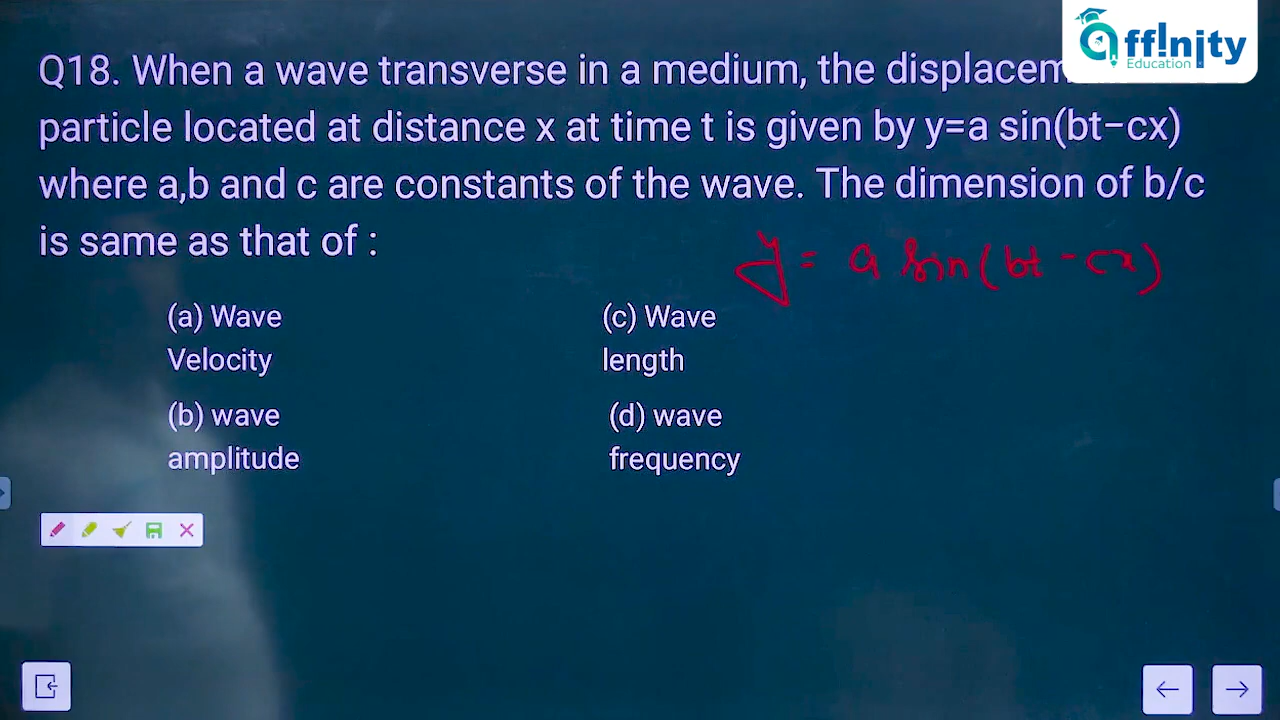 affinity
Education
Q18. When a wave transverse in a medium, the
particle located at distance x at time t is given by y=a sin(bt−cx)
where a,b and c are constants of the wave. The dimension of b/c
is same as that of :
y = a sin(bt - cx)
(a) Wave
Velocity
(c) Wave
length
(b) wave
amplitude
(d) wave
frequency